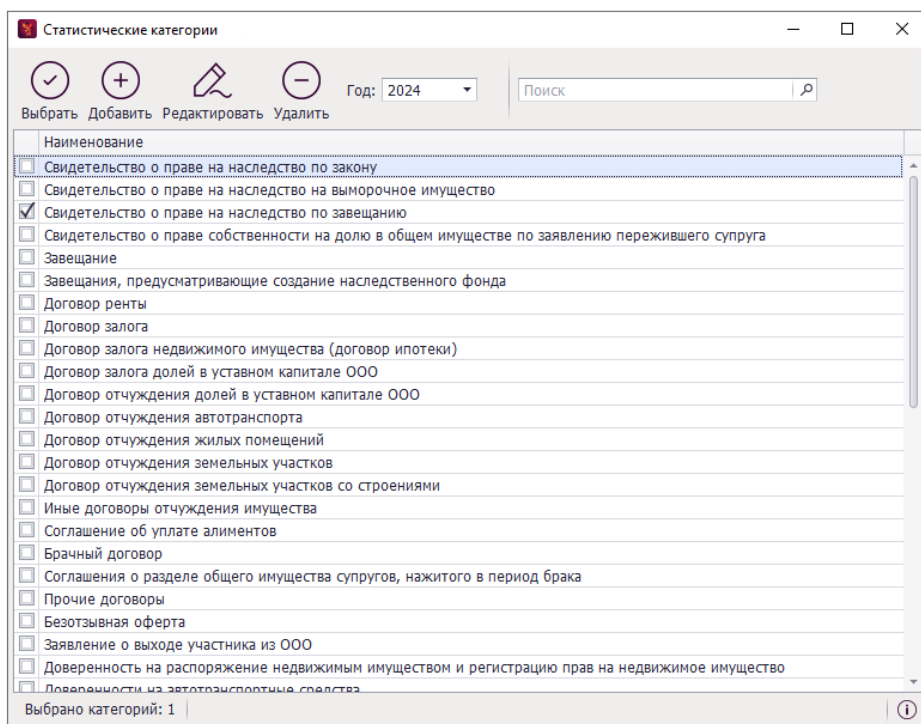 Статистические категории
Выбрать Добавить Редактировать Удалить Год: 2024 Поиск
Наименование
Свидетельство о праве на наследство по закону
Свидетельство о праве на наследство на выморочное имущество
Свидетельство о праве на наследство по завещанию
Свидетельство о праве собственности на долю в общем имуществе по заявлению пережившего супруга
Завещание
Завещания, предусматривающие создание наследственного фонда
Договор ренты
Договор залога
Договор залога недвижимого имущества (договор ипотеки)
Договор залога долей в уставном капитале ООО
Договор отчуждения долей в уставном капитале ООО
Договор отчуждения автотранспорта
Договор отчуждения жилых помещений
Договор отчуждения земельных участков
Договор отчуждения земельных участков со строениями
Иные договоры отчуждения имущества
Соглашение об уплате алиментов
Брачный договор
Соглашения о разделе общего имущества супругов, нажитого в период брака
Прочие договоры
Безотзывная оферта
Заявление о выходе участника из ООО
Доверенность на распоряжение недвижимым имуществом и регистрацию прав на недвижимое имущество
Доверенности на автотранспортные средства
Выбрано категорий: 1